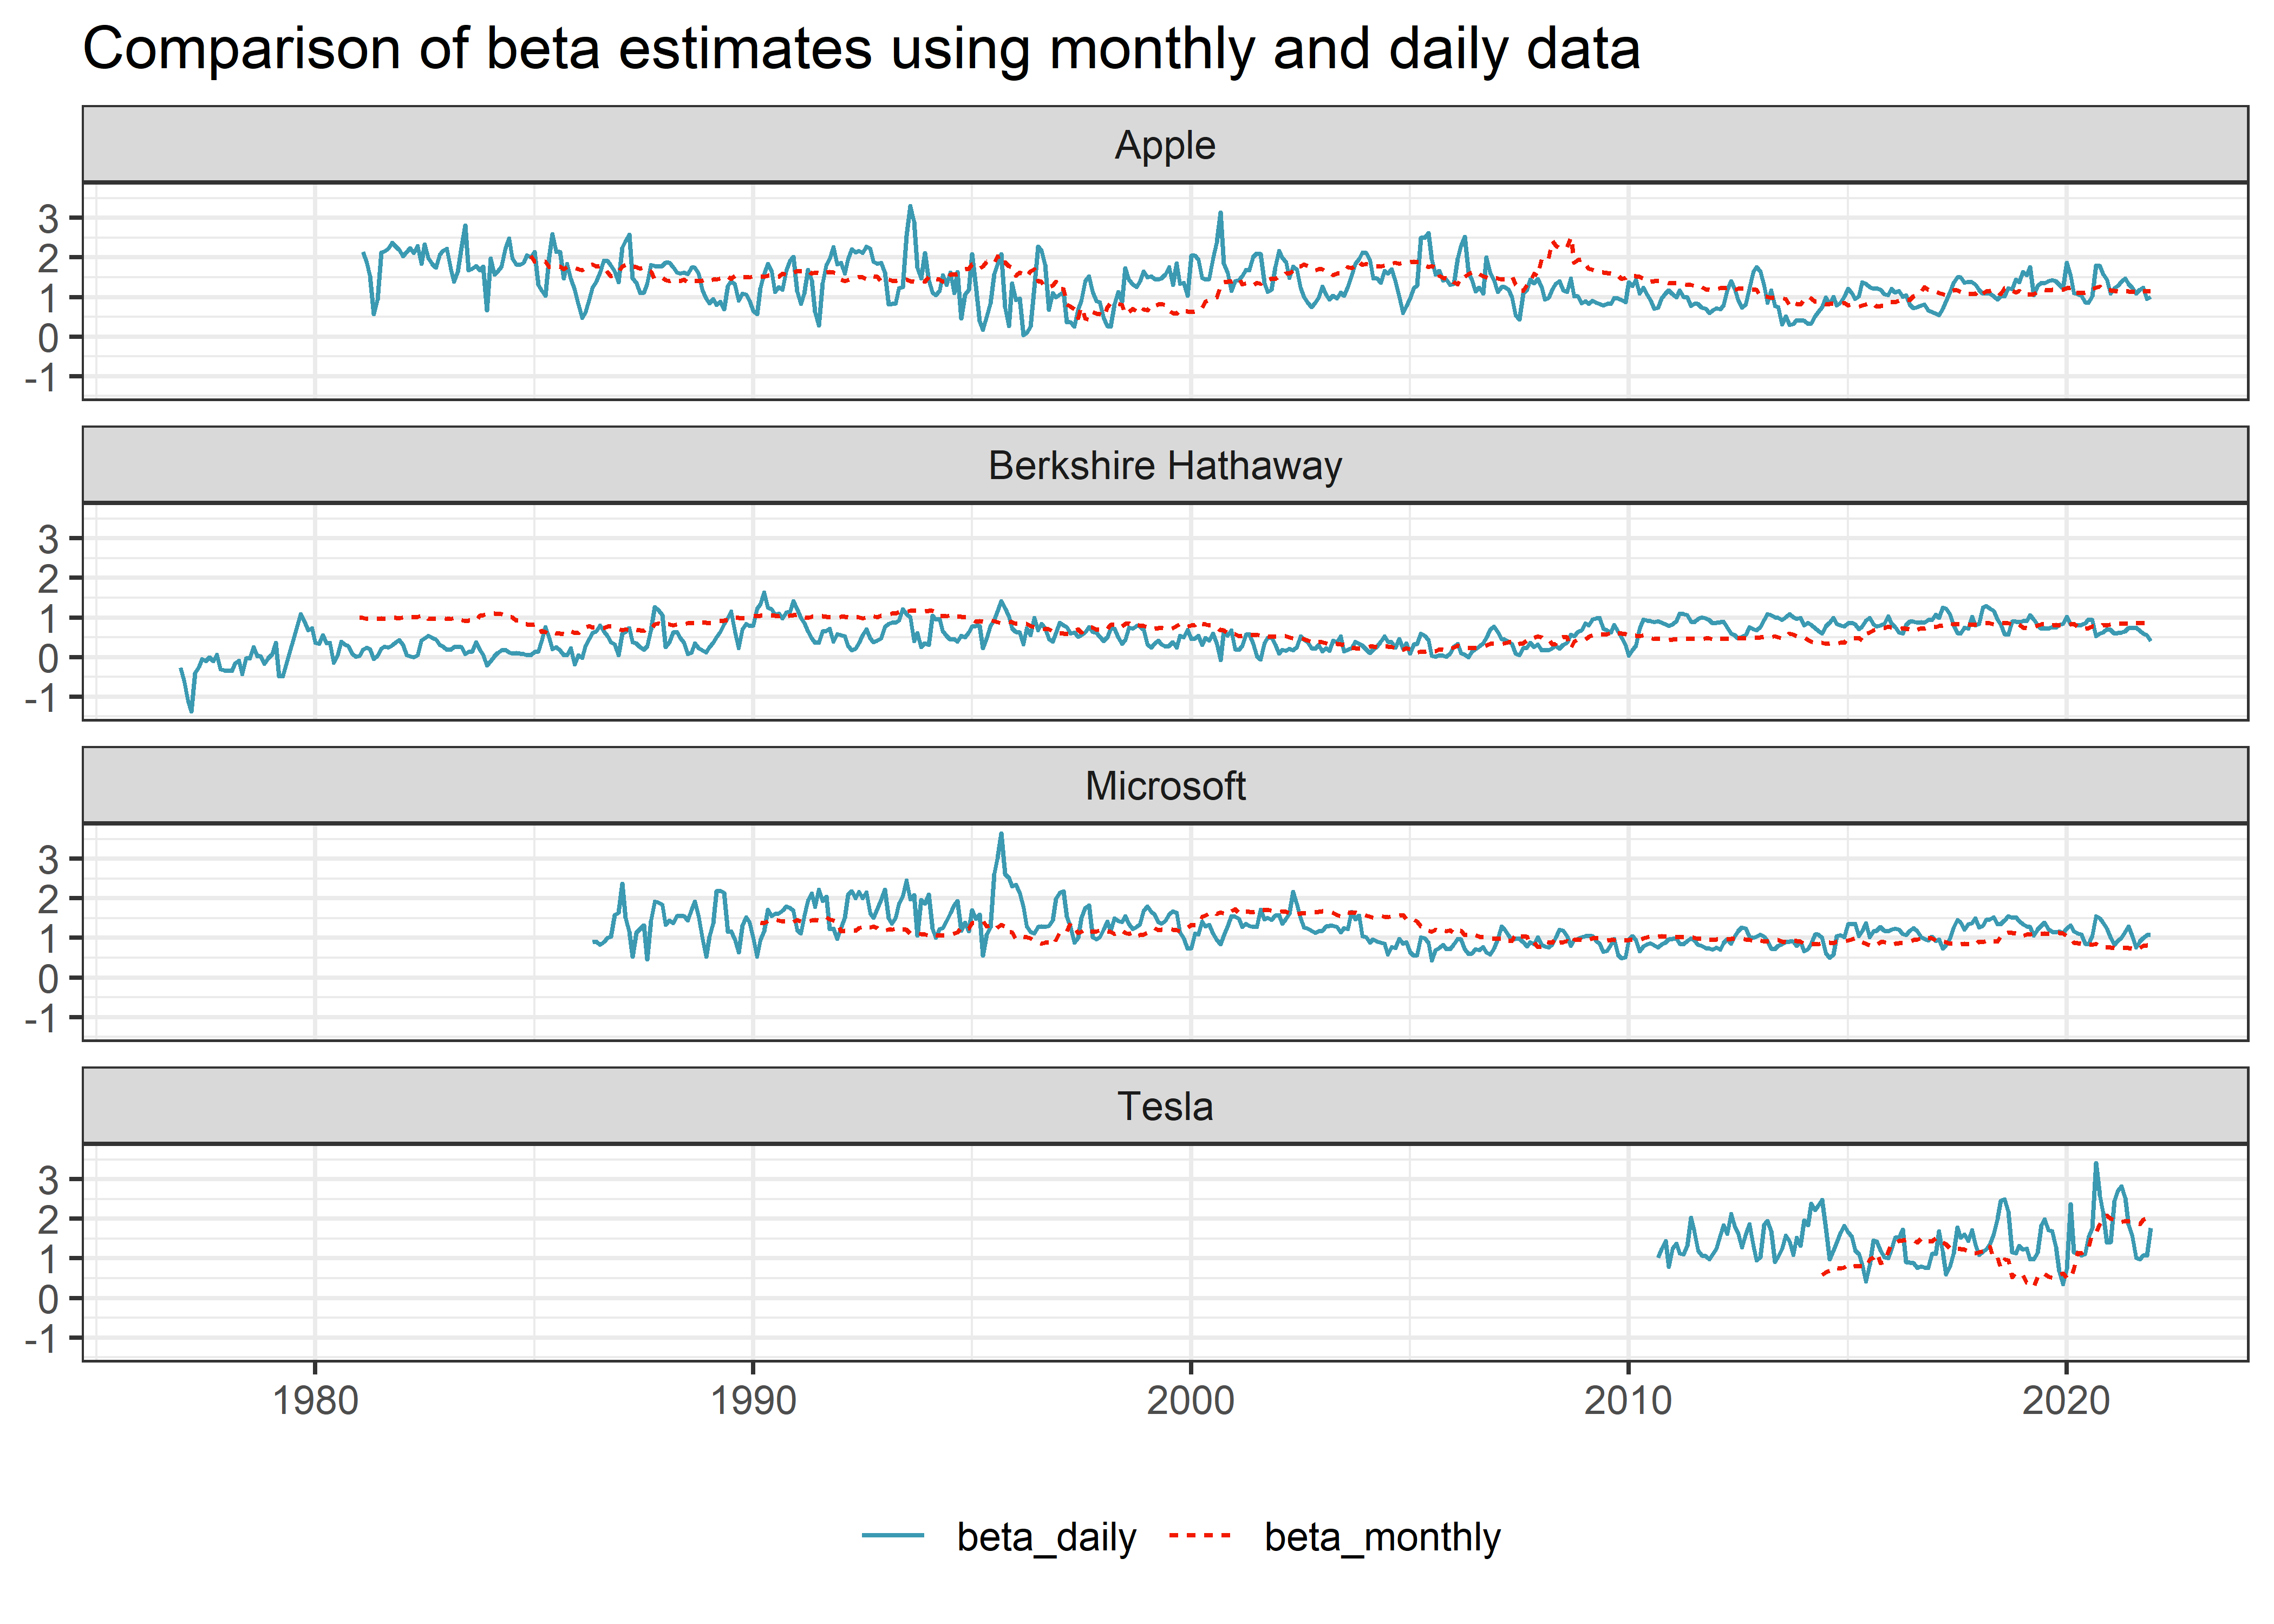 Comparison of beta estimates using monthly and daily data
Apple
3
2
1
0
-1
Berkshire Hathaway
3
2
1
0
-1
Microsoft
3
2
1
0
-1
Tesla
3
2
1
0
-1
1980 1990 2000 2010 2020
beta_daily beta_monthly